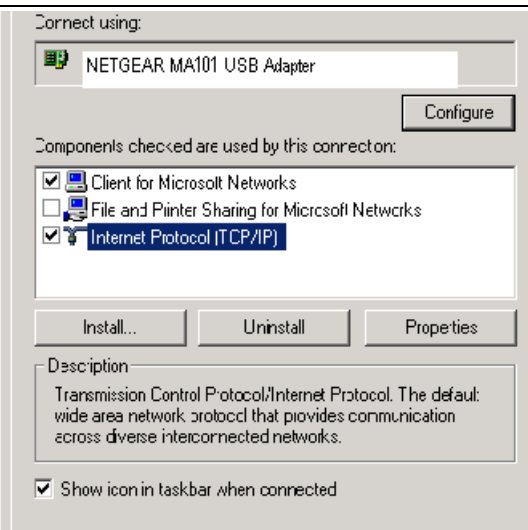 Connect using:
NETGEAR MA101 USB Adapter
Configure
Components checked are used by this connection:
Client for Microsoft Networks
File and Printer Sharing for Microsoft Networks
Internet Protocol (TCP/IP)
Install...
Uninstall
Properties
Description
Transmission Control Protocol/Internet Protocol. The default
wide area network protocol that provides communication
across diverse interconnected networks.
Show icon in taskbar when connected